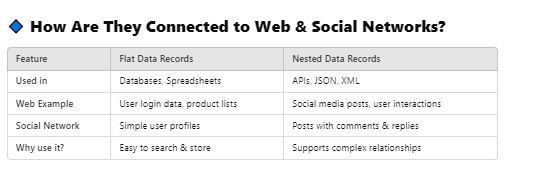 How Are They Connected to Web & Social Networks?
Feature Flat Data Records Nested Data Records
Used in Databases, Spreadsheets APIs, JSON, XML
Web Example User login data, product lists Social media posts, user interactions
Social Network Simple user profiles Posts with comments & replies
Why use it? Easy to search & store Supports complex relationships